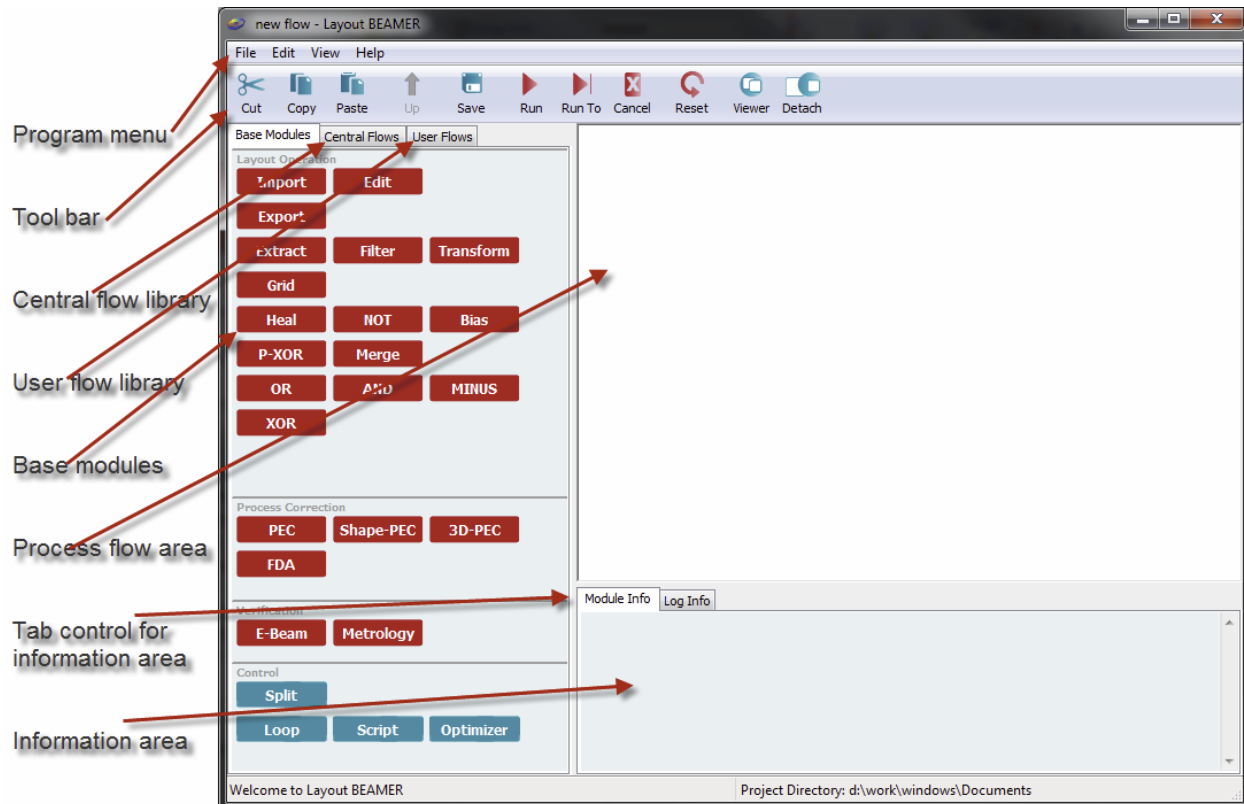 new flow - Layout BEAMER
File Edit View Help
Cut Copy Paste Up Save Run Run To Cancel Reset Viewer Detach
Program menu
Tool bar
Central flow library
User flow library
Base modules
Process flow area
Tab control for
information area
Information area
Base Modules Central Flows User Flows
Layout Operation
Import Edit
Export
Extract Filter Transform
Grid
Heal NOT Bias
P-XOR Merge
OR AND MINUS
XOR
Process Correction
PEC Shape-PEC 3D-PEC
FDA
Verification
E-Beam Metrology
Control
Split
Loop Script Optimizer
Module Info Log Info
Welcome to Layout BEAMER
Project Directory: d:\work\windows\Documents